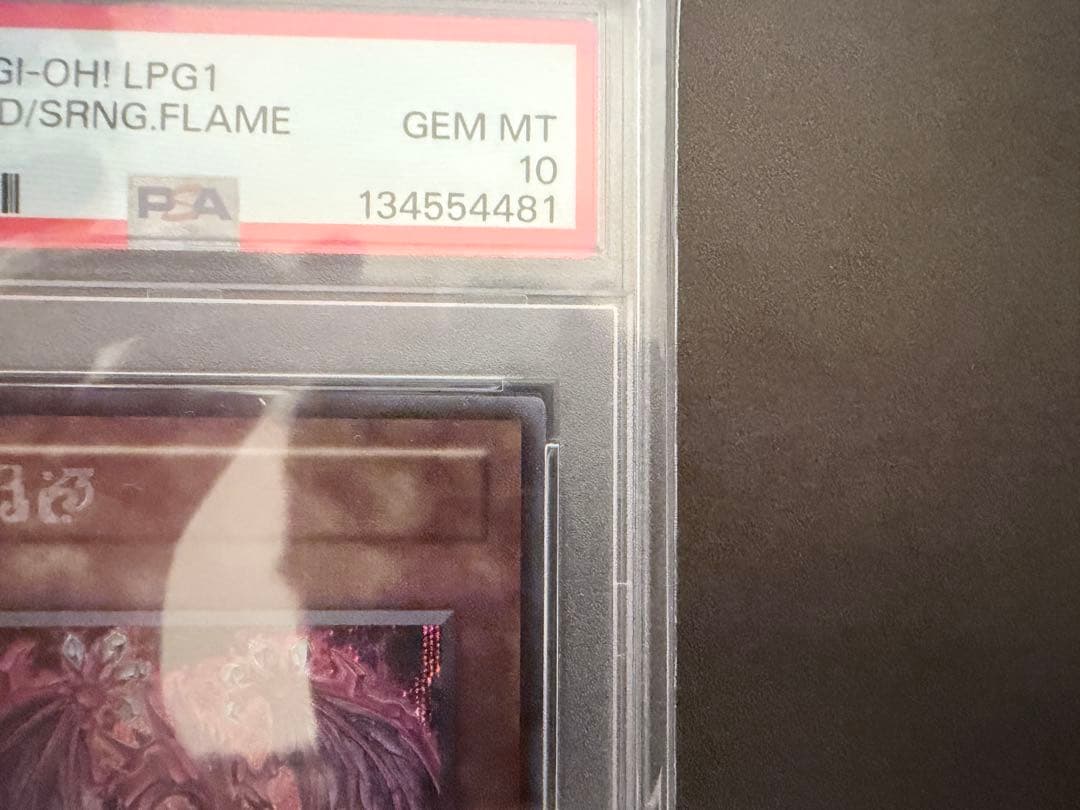 GI-OH! LPG1
D/SRNG.FLAME
GEM MT
10
PSA
134554481